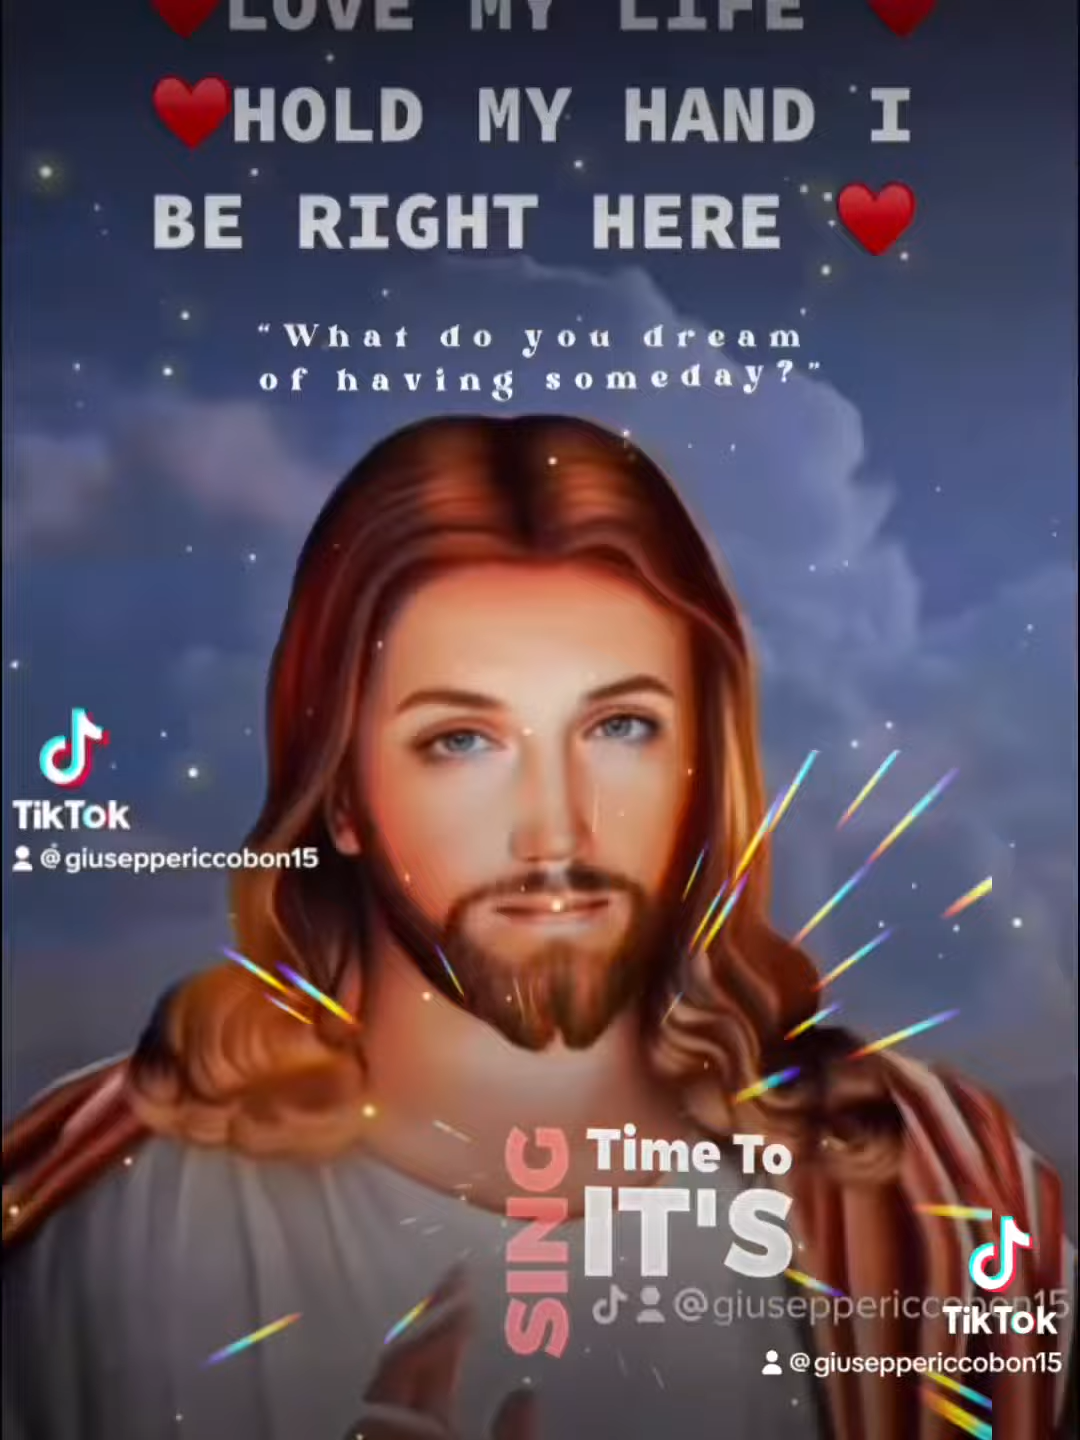 ❤️LOVE MY LIFE ❤️
❤️HOLD MY HAND I
BE RIGHT HERE ❤️
“What do you dream
of having someday?”
TikTok
@giuseppericcobon15
SING
Time To
IT'S
@giuseppericcobon15
TikTok
@giuseppericcobon15